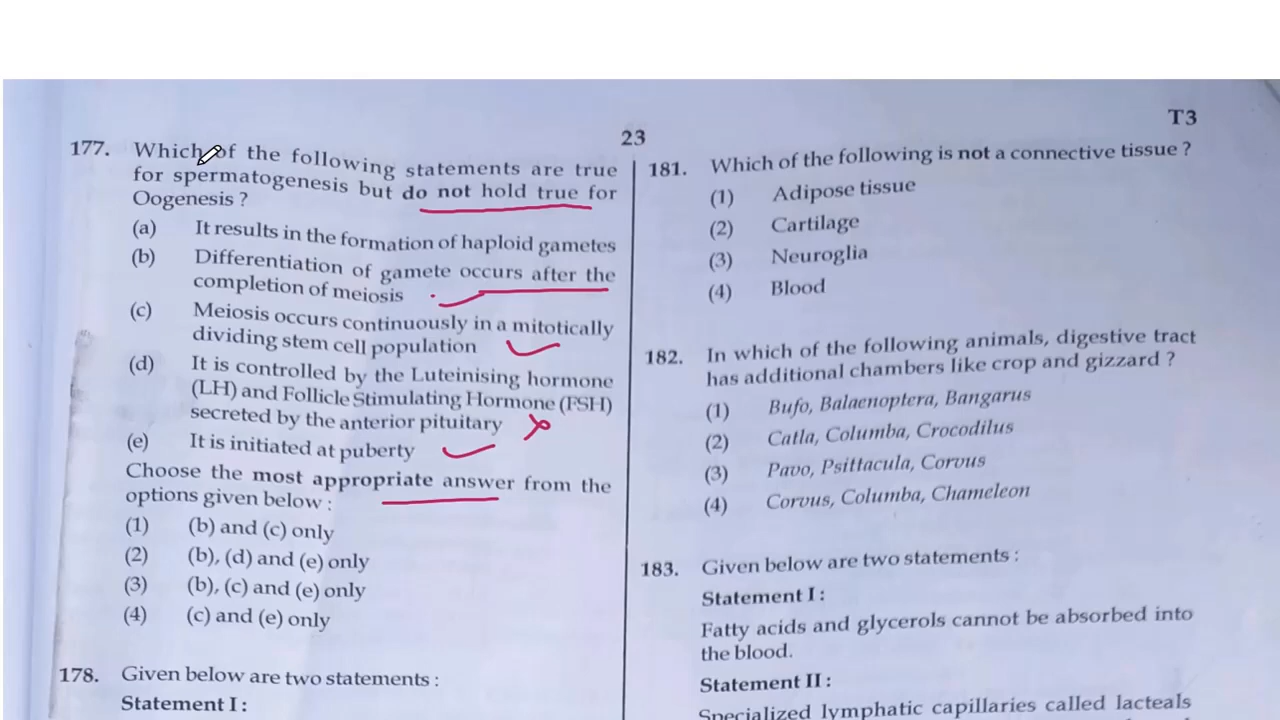 23
T3
177. Which of the following statements are true
for spermatogenesis but do not hold true for
Oogenesis ?
(a) It results in the formation of haploid gametes
(b) Differentiation of gamete occurs after the
completion of meiosis
(c) Meiosis occurs continuously in a mitotically
dividing stem cell population
(d) It is controlled by the Luteinising hormone
(LH) and Follicle Stimulating Hormone (FSH)
secreted by the anterior pituitary
(e) It is initiated at puberty
Choose the most appropriate answer from the
options given below :
(1) (b) and (c) only
(2) (b), (d) and (e) only
(3) (b), (c) and (e) only
(4) (c) and (e) only
178. Given below are two statements :
Statement I :
181. Which of the following is not a connective tissue ?
(1) Adipose tissue
(2) Cartilage
(3) Neuroglia
(4) Blood
182. In which of the following animals, digestive tract
has additional chambers like crop and gizzard ?
(1) Bufo, Balaenoptera, Bangarus
(2) Catla, Columba, Crocodilus
(3) Pavo, Psittacula, Corvus
(4) Corvus, Columba, Chameleon
183. Given below are two statements :
Statement I :
Fatty acids and glycerols cannot be absorbed into
the blood.
Statement II :
Specialized lymphatic capillaries called lacteals